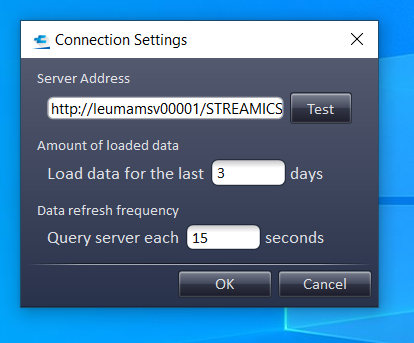 Connection Settings
Server Address
http://leumamsv00001/STREAMICS
Test
Amount of loaded data
Load data for the last 3 days
Data refresh frequency
Query server each 15 seconds
OK
Cancel